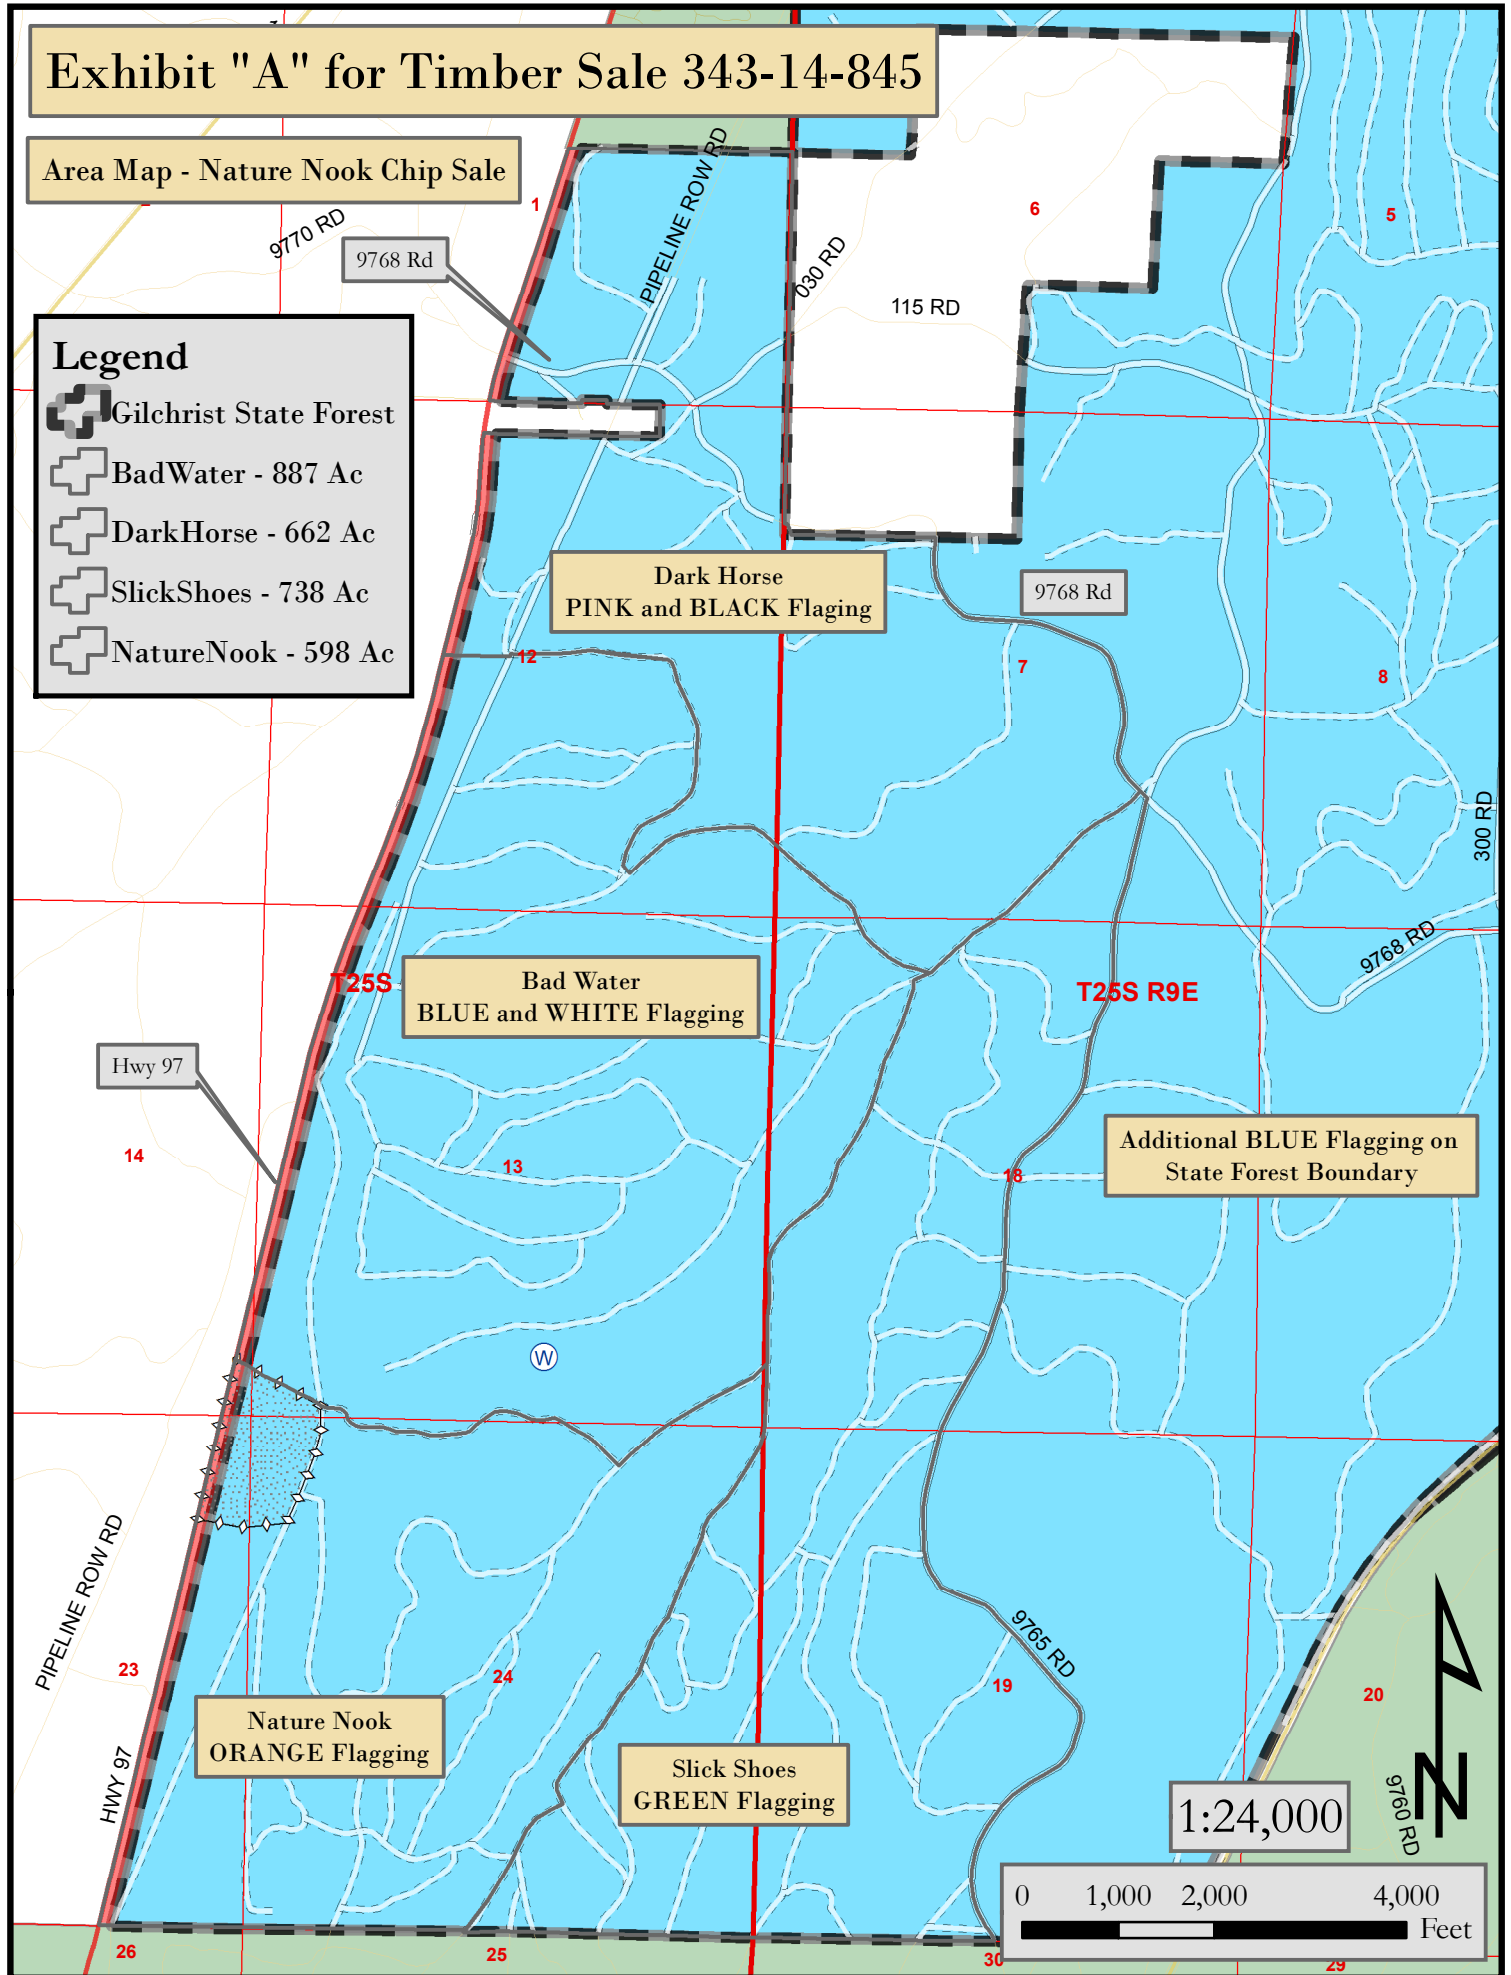 Exhibit "A" for Timber Sale 343-14-845
Area Map - Nature Nook Chip Sale
1
6
5
9770 RD
PIPELINE ROW RD
030 RD
9768 Rd
115 RD
Legend
Gilchrist State Forest
BadWater - 887 Ac
DarkHorse - 662 Ac
SlickShoes - 738 Ac
NatureNook - 598 Ac
Dark Horse
PINK and BLACK Flaging
9768 Rd
12
7
8
300 RD
9768 RD
T25S
Bad Water
BLUE and WHITE Flagging
T25S R9E
Hwy 97
14
13
18
Additional BLUE Flagging on
State Forest Boundary
W
PIPELINE ROW RD
23
24
9765 RD
19
20
Nature Nook
ORANGE Flagging
HWY 97
Slick Shoes
GREEN Flagging
N
9760 RD
1:24,000
0 1,000 2,000 4,000
Feet
26
25
30
29